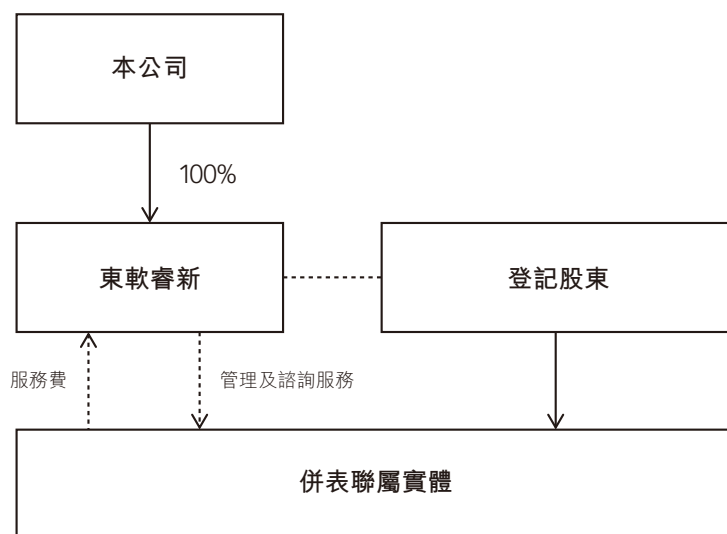 本公司
100%
東軟睿新
登記股東
服務費
管理及諮詢服務
併表聯屬實體